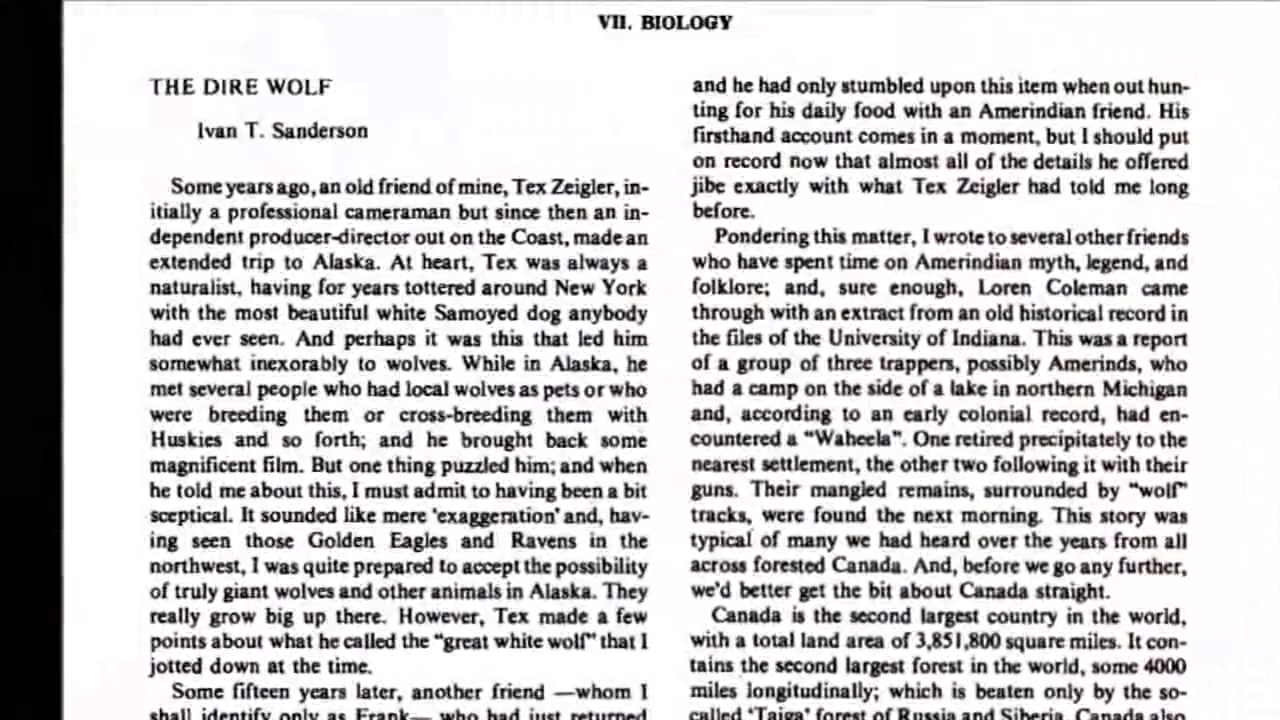 VII. BIOLOGY
THE DIRE WOLF
Ivan T. Sanderson
Some years ago, an old friend of mine, Tex Zeigler, in-
itially a professional cameraman but since then an in-
dependent producer-director out on the Coast, made an
extended trip to Alaska. At heart, Tex was always a
naturalist, having for years tottered around New York
with the most beautiful white Samoyed dog anybody
had ever seen. And perhaps it was this that led him
somewhat inexorably to wolves. While in Alaska, he
met several people who had local wolves as pets or who
were breeding them or cross-breeding them with
Huskies and so forth; and he brought back some
magnificent film. But one thing puzzled him; and when
he told me about this, I must admit to having been a bit
sceptical. It sounded like mere 'exaggeration' and, hav-
ing seen those Golden Eagles and Ravens in the
northwest, I was quite prepared to accept the possibility
of truly giant wolves and other animals in Alaska. They
really grow big up there. However, Tex made a few
points about what he called the "great white wolf" that I
jotted down at the time.
Some fifteen years later, another friend —whom I
shall identify only as Frank— who had just returned
and he had only stumbled upon this item when out hun-
ting for his daily food with an Amerindian friend. His
firsthand account comes in a moment, but I should put
on record now that almost all of the details he offered
jibe exactly with what Tex Zeigler had told me long
before.
Pondering this matter, I wrote to several other friends
who have spent time on Amerindian myth, legend, and
folklore; and, sure enough, Loren Coleman came
through with an extract from an old historical record in
the files of the University of Indiana. This was a report
of a group of three trappers, possibly Amerinds, who
had a camp on the side of a lake in northern Michigan
and, according to an early colonial record, had en-
countered a "Waheela". One retired precipitately to the
nearest settlement, the other two following it with their
guns. Their mangled remains, surrounded by "wolf"
tracks, were found the next morning. This story was
typical of many we had heard over the years from all
across forested Canada. And, before we go any further,
we'd better get the bit about Canada straight.
Canada is the second largest country in the world,
with a total land area of 3,851,800 square miles. It con-
tains the second largest forest in the world, some 4000
miles longitudinally; which is beaten only by the so-
called 'Taiga' forest of Russia and Siberia. Canada also